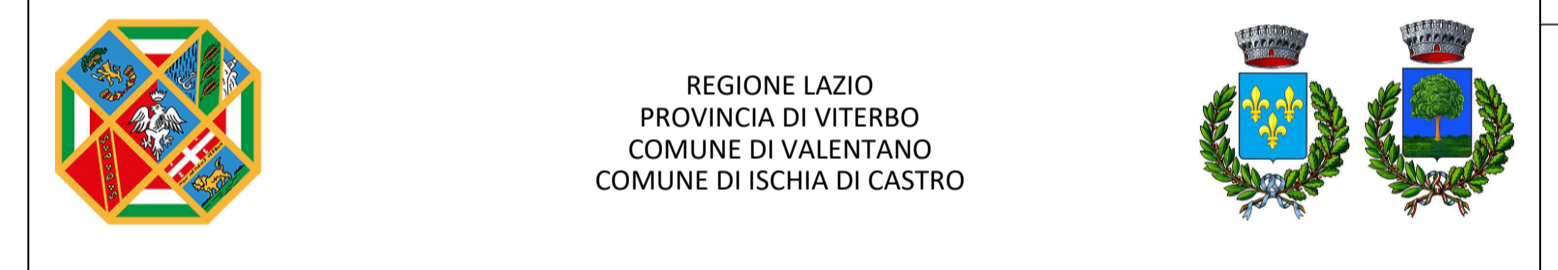 REGIONE LAZIO
PROVINCIA DI VITERBO
COMUNE DI VALENTANO
COMUNE DI ISCHIA DI CASTRO